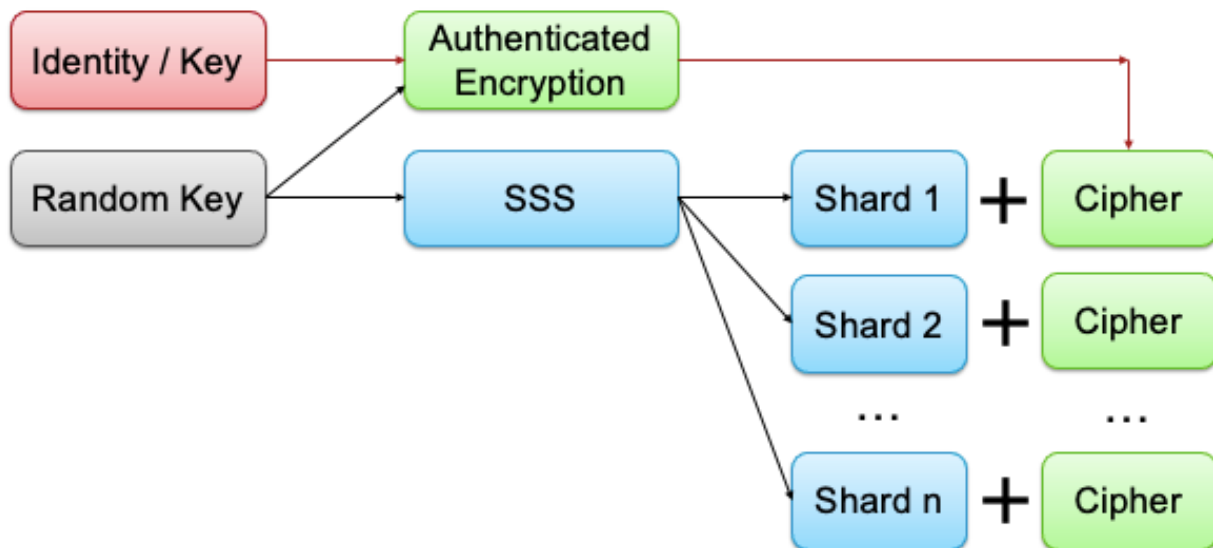 Identity / Key
Authenticated
Encryption
Random Key
SSS
Shard 1
+
Cipher
Shard 2
+
Cipher
...
...
Shard n
+
Cipher